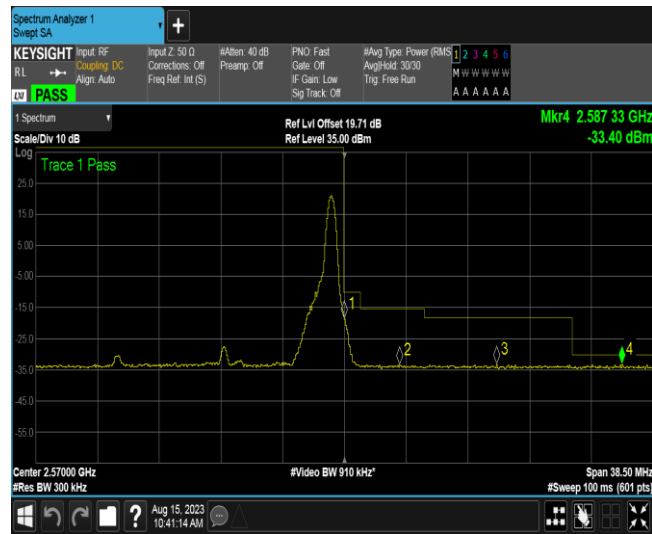 Spectrum Analyzer 1
Swept SA
+
KEYSIGHT
RL
LXI PASS
Input: RF
Coupling: DC
Align: Auto
Input Z: 50 Ω
Corrections: Off
Freq Ref: Int (S)
#Atten: 40 dB
Preamp: Off
PNO: Fast
Gate: Off
IF Gain: Low
Sig Track: Off
#Avg Type: Power (RMS
Avg|Hold: 30/30
Trig: Free Run
1 2 3 4 5 6
M W W W W W
A A A A A A
1 Spectrum
Scale/Div 10 dB
Ref Lvl Offset 19.71 dB
Ref Level 35.00 dBm
Mkr4 2.587 33 GHz
-33.40 dBm
Log
Trace 1 Pass
25.0
15.0
5.00
-5.00
-15.0
-25.0
-35.0
-45.0
-55.0
1
2
3
4
Center 2.57000 GHz
#Res BW 300 kHz
#Video BW 910 kHz*
Span 38.50 MHz
#Sweep 100 ms (601 pts)
?
Aug 15, 2023
10:41:14 AM